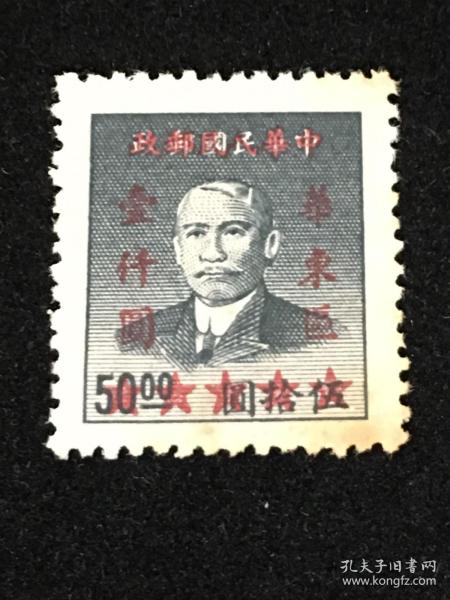 中華民國郵政
華東區
壹仟圓
50.00
伍拾圓
孔夫子旧书网
www.kongfz.com